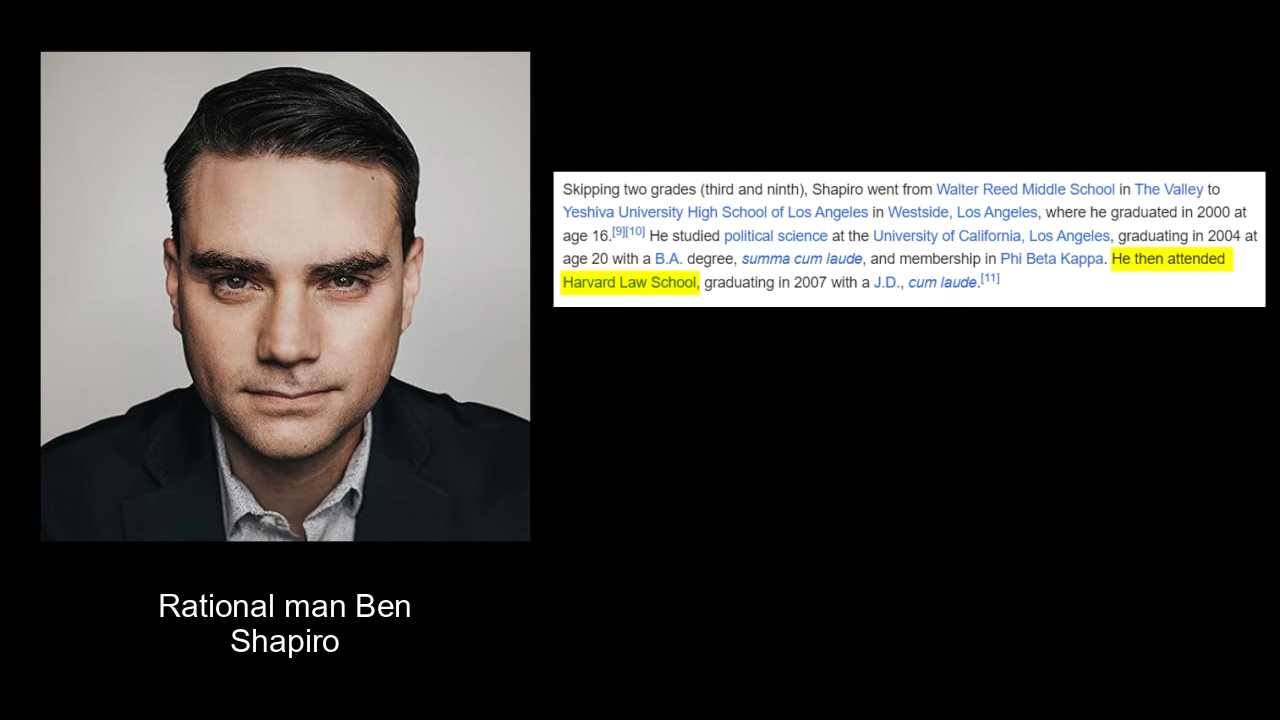 Skipping two grades (third and ninth), Shapiro went from Walter Reed Middle School in The Valley to
Yeshiva University High School of Los Angeles in Westside, Los Angeles, where he graduated in 2000 at
age 16.[9][10] He studied political science at the University of California, Los Angeles, graduating in 2004 at
age 20 with a B.A. degree, summa cum laude, and membership in Phi Beta Kappa. He then attended
Harvard Law School, graduating in 2007 with a J.D., cum laude.[11]
Rational man Ben
Shapiro